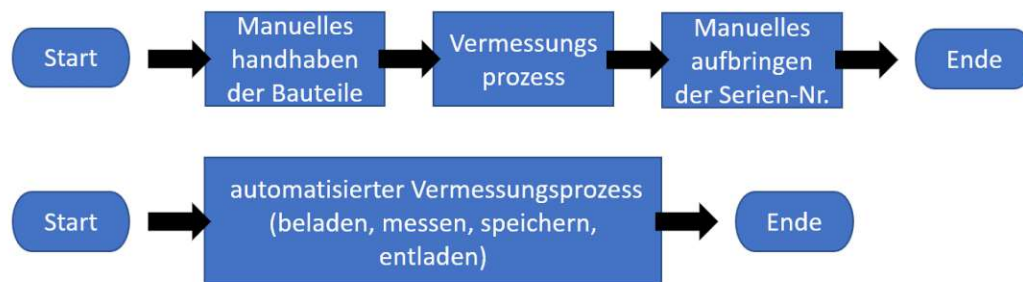 Start
Manuelles
handhaben
der Bauteile
Vermessungs
prozess
Manuelles
aufbringen
der Serien-Nr.
Ende
Start
automatisierter Vermessungsprozess
(beladen, messen, speichern,
entladen)
Ende